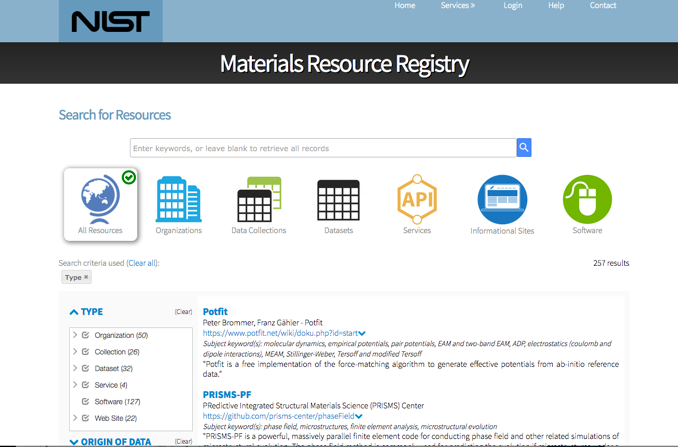 NIST
Home Services » Login Help Contact
Materials Resource Registry
Search for Resources
Enter keywords, or leave blank to retrieve all records
API
All Resources Organizations Data Collections Datasets Services Informational Sites Software
Search criteria used (Clear all): 257 results
Type ×
TYPE (Clear)
Organization (50)
Collection (26)
Dataset (32)
Service (4)
Software (127)
Web Site (22)
ORIGIN OF DATA (Clear)
Potfit
Peter Brommer, Franz Gähler - Potfit
https://www.potfit.net/wiki/doku.php?id=start
Subject keyword(s): molecular dynamics, empirical potentials, pair potentials, EAM and two-band EAM, ADP, electrostatics (coulomb and
dipole interactions), MEAM, Stillinger-Weber, Tersoff and modified Tersoff
"Potfit is a free implementation of the force-matching algorithm to generate effective potentials from ab-initio reference
data."
PRISMS-PF
PRedictive Integrated Structural Materials Science (PRISMS) Center
https://github.com/prisms-center/phaseField
Subject keyword(s): phase field, microstructures, finite element analysis, microstructural evolution
"PRISMS-PF is a powerful, massively parallel finite element code for conducting phase field and other related simulations of